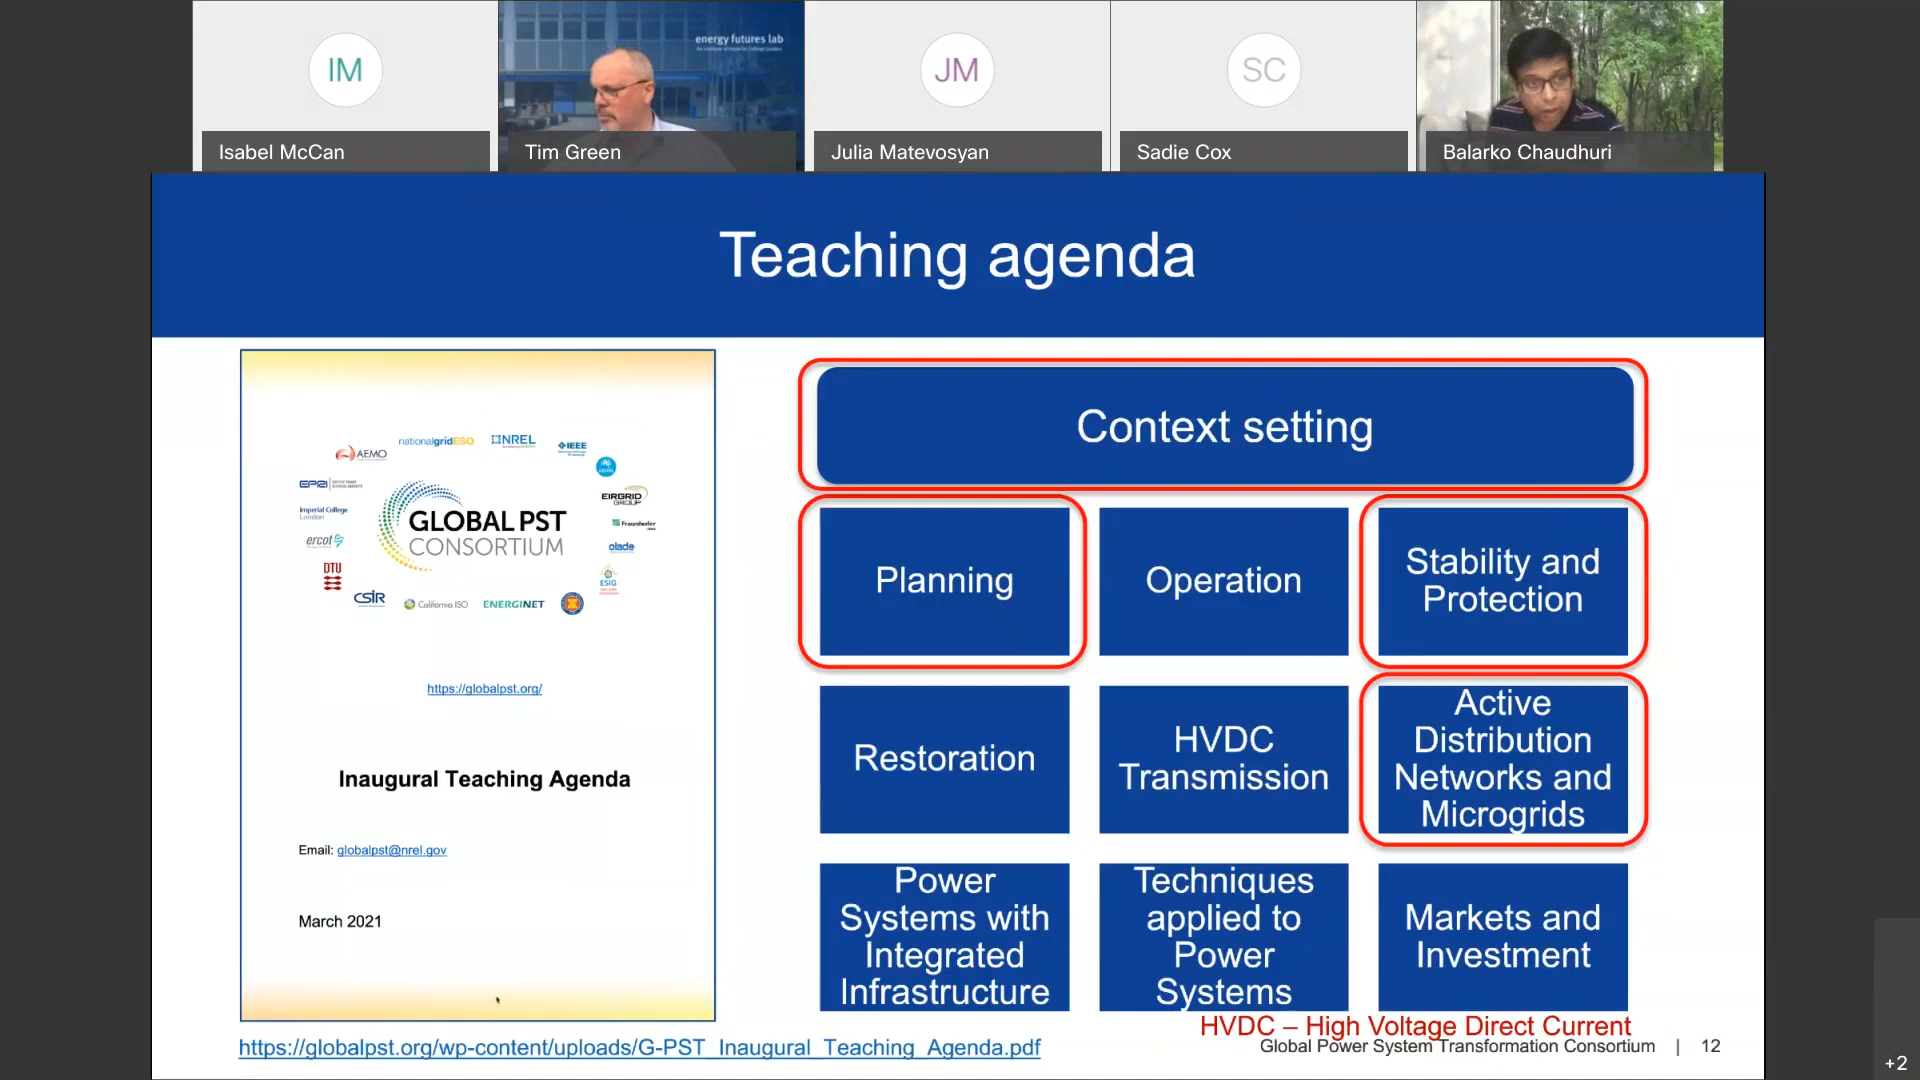 IM
energy futures lab
JM
SC
Isabel McCan
Tim Green
Julia Matevosyan
Sadie Cox
Balarko Chaudhuri
Teaching agenda
nationalgridESO
NREL
IEEE
AEMO
EPRI
EIRGRID
GROUP
Imperial College
London
Fraunhofer
ercot
olade
GLOBAL PST
CONSORTIUM
DTU
ESIG
CSIR
California ISO
ENERGINET
https://globalpst.org/
Inaugural Teaching Agenda
Email: globalpst@nrel.gov
March 2021
https://globalpst.org/wp-content/uploads/G-PST_Inaugural_Teaching_Agenda.pdf
Context setting
Planning
Operation
Stability and
Protection
Restoration
HVDC
Transmission
Active
Distribution
Networks and
Microgrids
Power
Systems with
Integrated
Infrastructure
Techniques
applied to
Power
Systems
Markets and
Investment
HVDC – High Voltage Direct Current
Global Power System Transformation Consortium | 12
+2